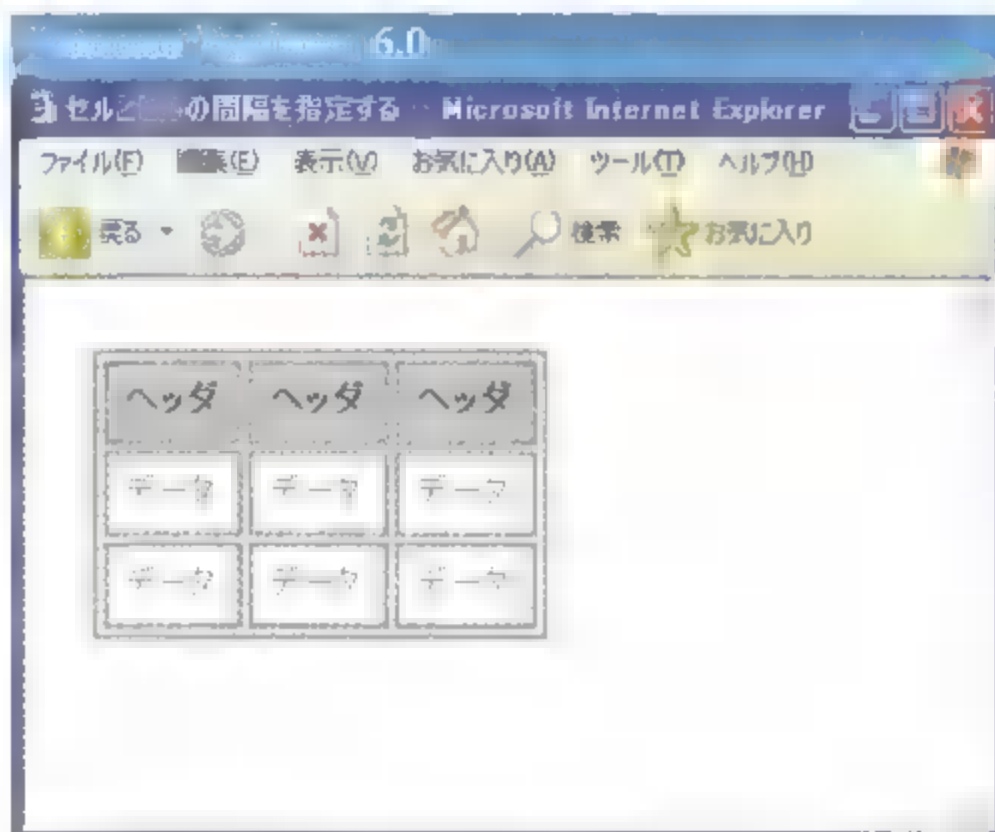 6.0
セル の間隔を指定する - Microsoft Internet Explorer
ファイル(F) 集(E) 表示(V) お気に入り(A) ツール(T) ヘルプ(H)
戻る 検索 お気に入り
ヘッダ ヘッダ ヘッダ
データ データ データ
データ データ データ